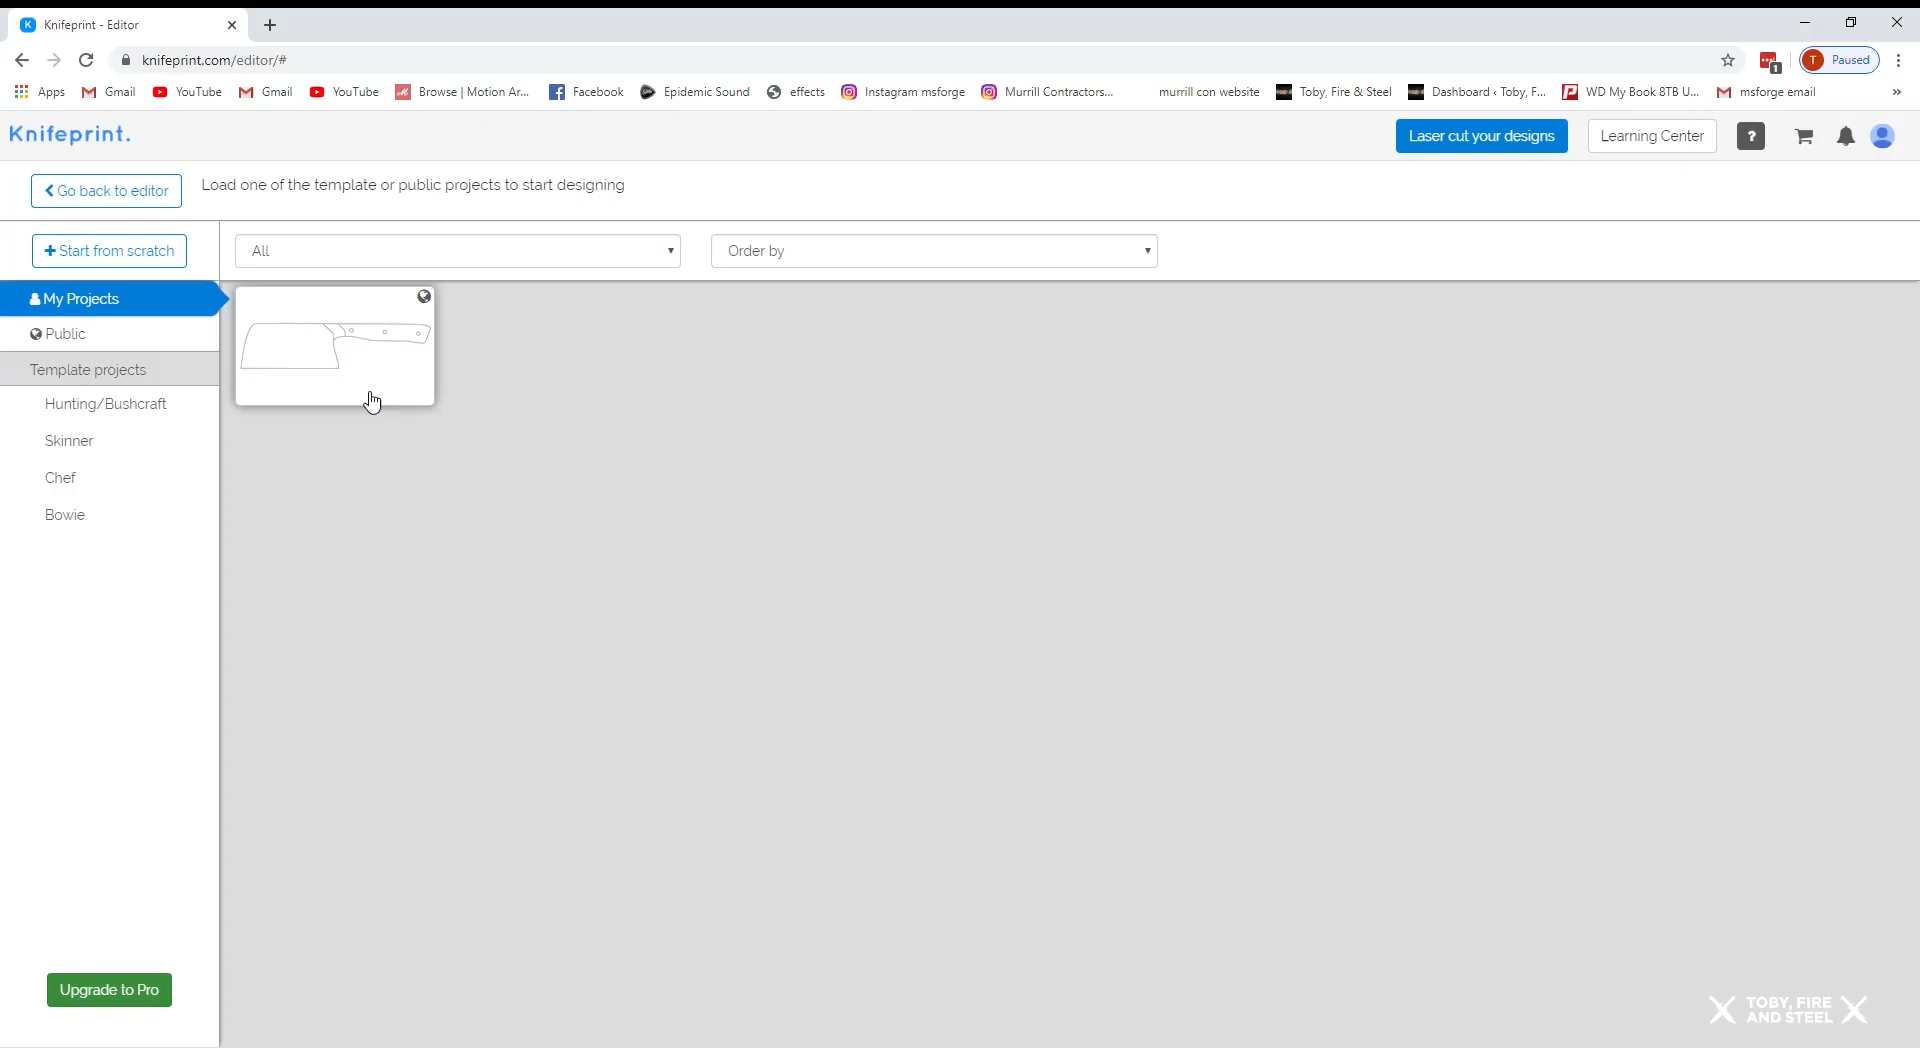 Knifeprint - Editor
knifeprint.com/editor/#
1
T Paused
Apps Gmail YouTube Gmail YouTube Browse | Motion Ar... Facebook Epidemic Sound effects Instagram msforge Murrill Contractors... murrill con website Toby, Fire & Steel Dashboard ‹ Toby, F... WD My Book 8TB U... msforge email »
Knifeprint.
Laser cut your designs
Learning Center
?
Go back to editor
Load one of the template or public projects to start designing
Start from scratch
All
Order by
My Projects
Public
Template projects
Hunting/Bushcraft
Skinner
Chef
Bowie
Upgrade to Pro
TOBY, FIRE
AND STEEL